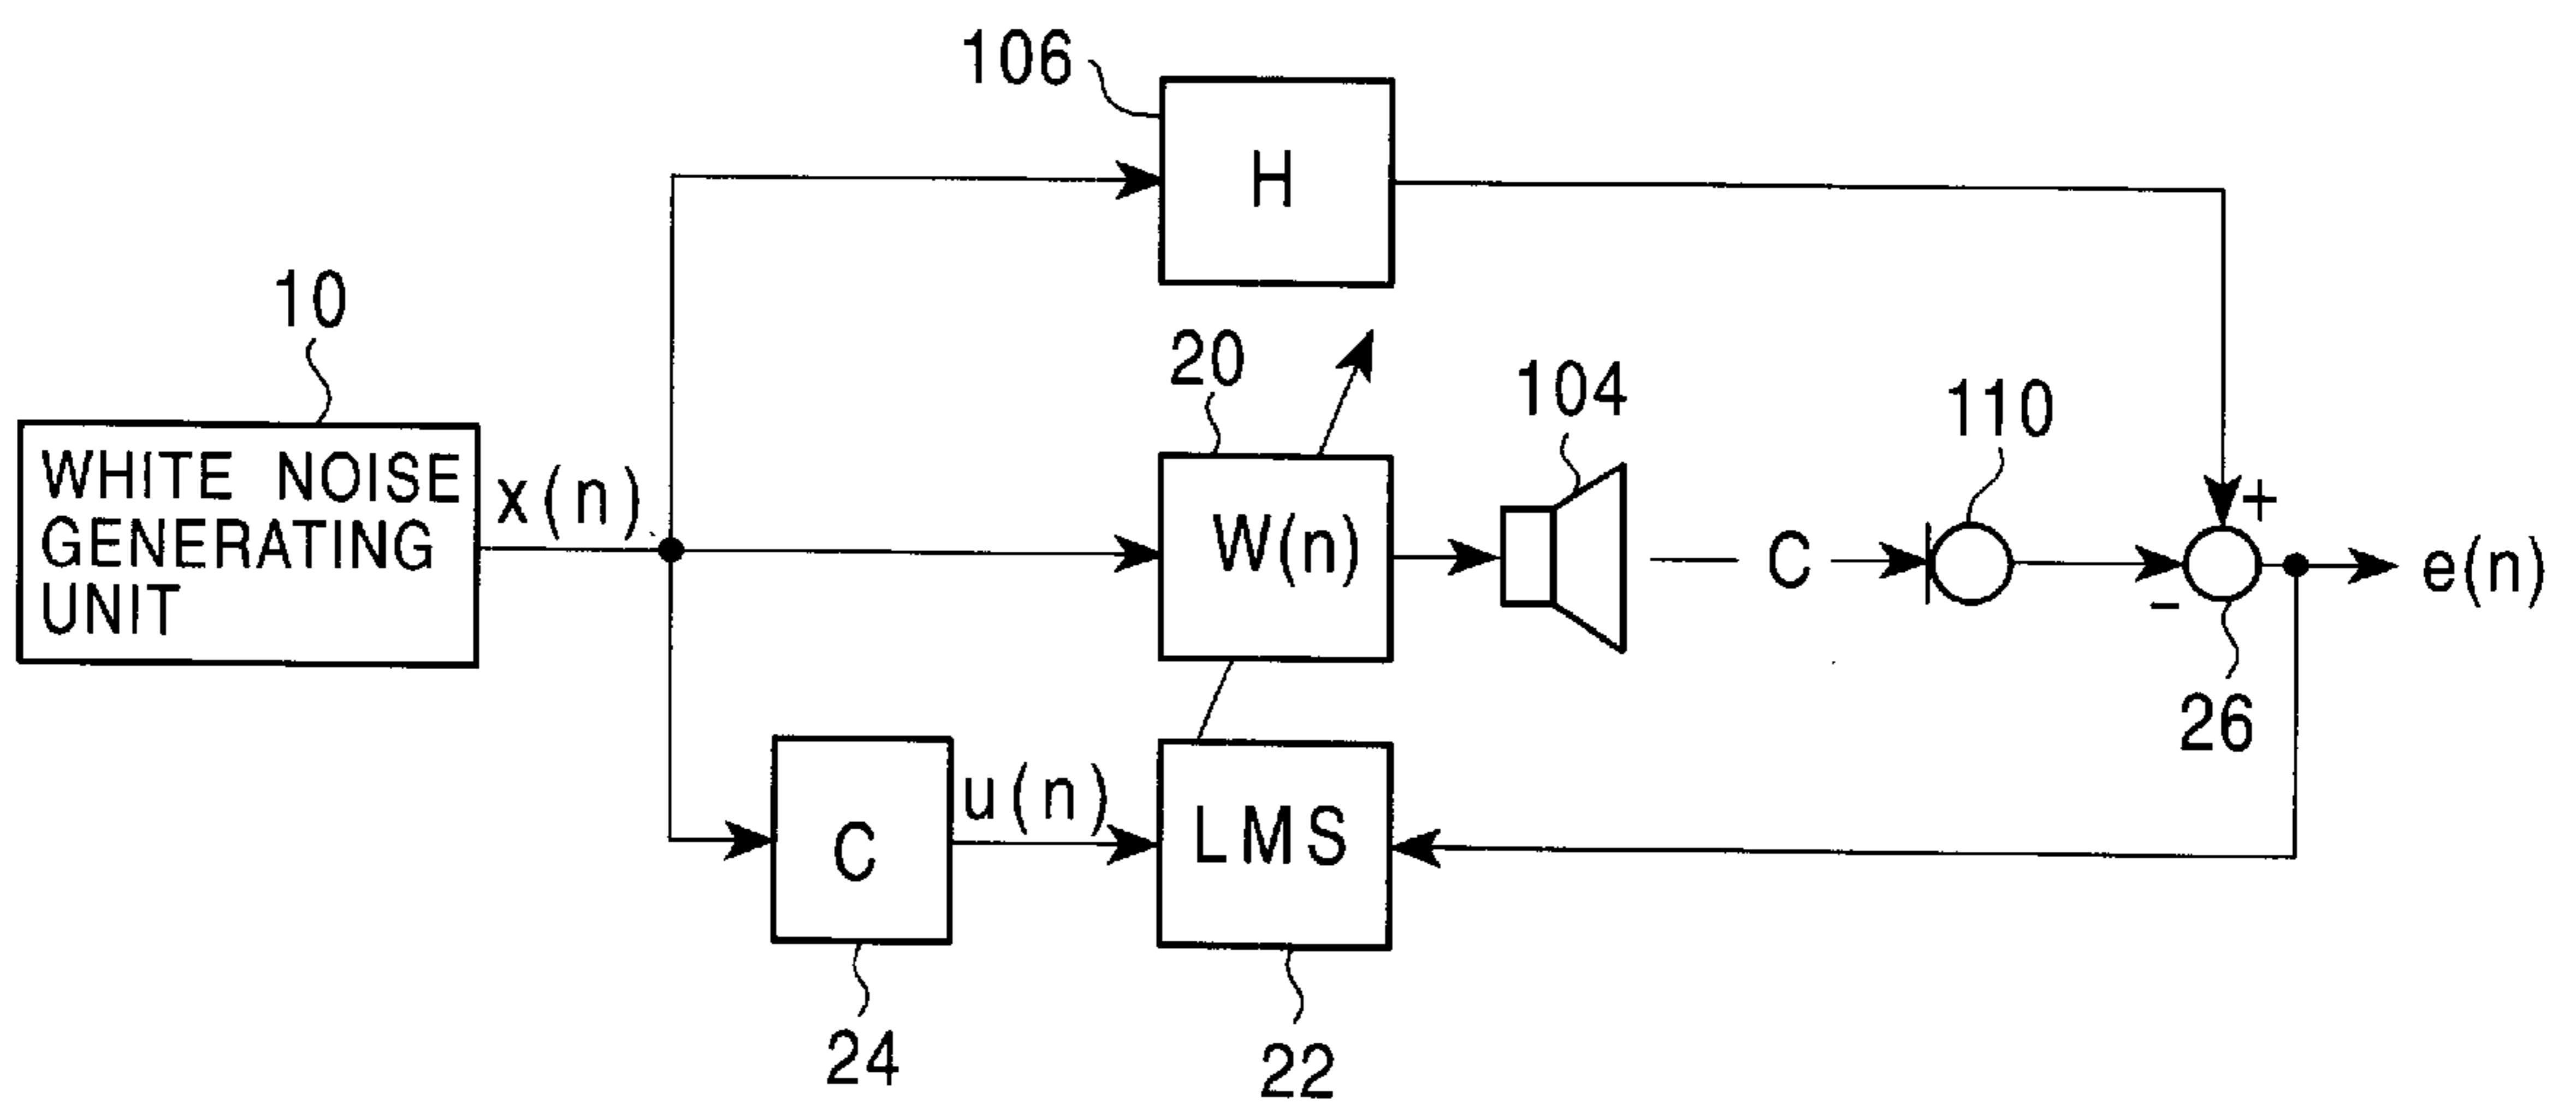 106
H
10
WHITE NOISE
GENERATING
UNIT
x(n)
20
W(n)
104
C
110
+
-
e(n)
26
C
u(n)
LMS
24
22